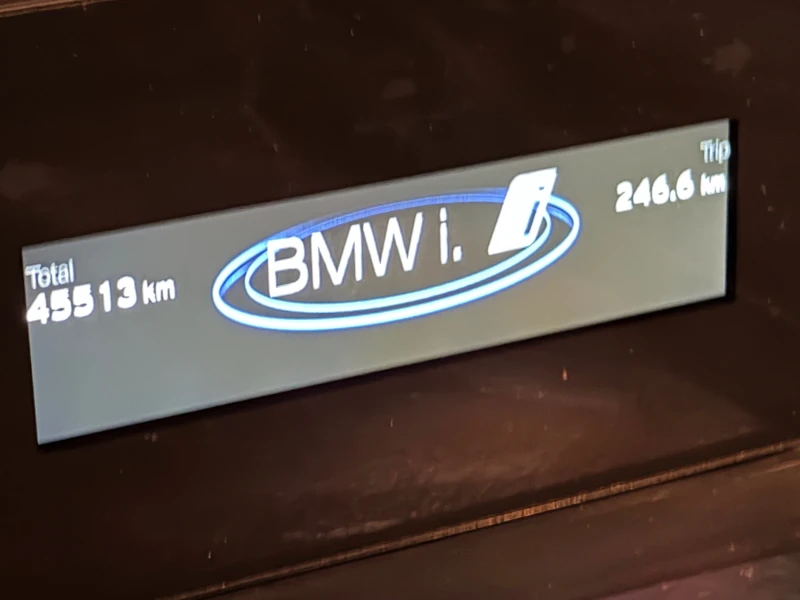 Total
45513 km
BMW i.
i
Trip
246.6 km